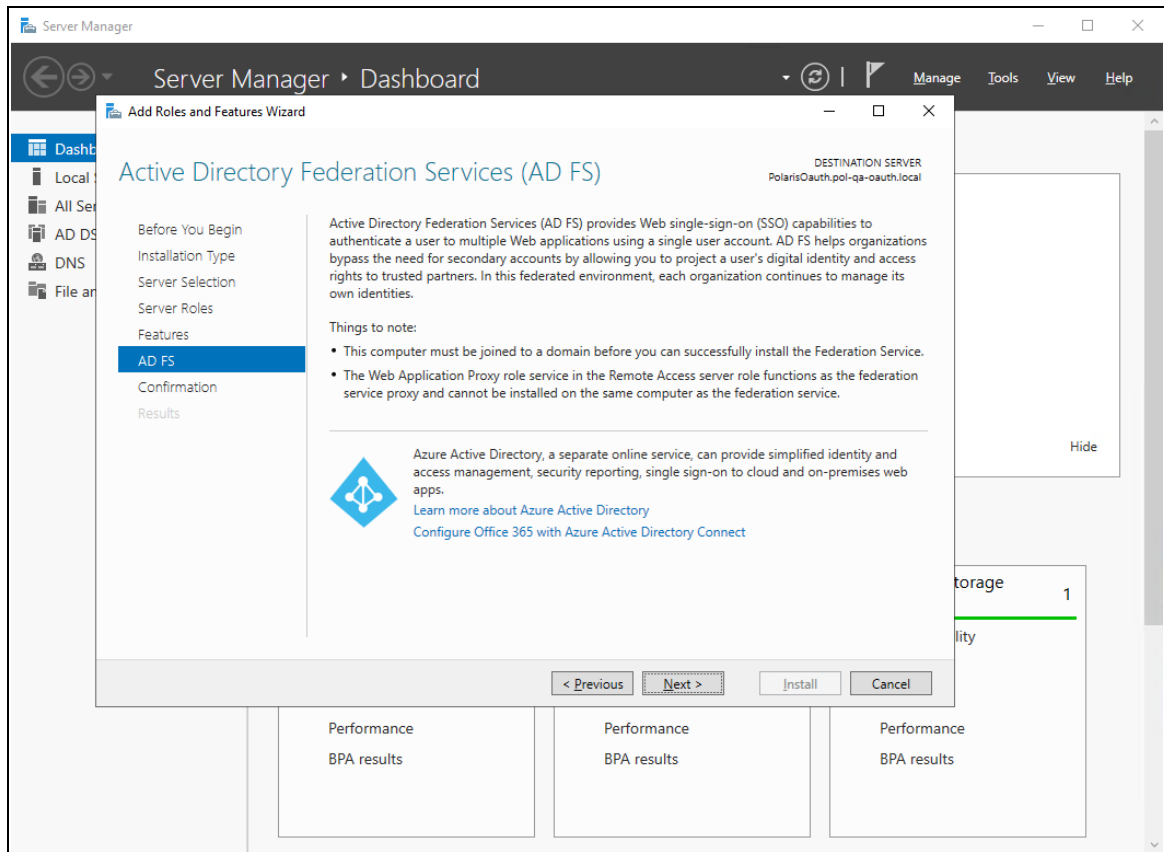 Server Manager
Server Manager • Dashboard
Manage Tools View Help
Add Roles and Features Wizard
Dashb
Local
All Ser
AD DS
DNS
File an
Active Directory Federation Services (AD FS)
DESTINATION SERVER
PolarisOauth.pol-qa-oauth.local
Before You Begin
Installation Type
Server Selection
Server Roles
Features
AD FS
Confirmation
Results
Active Directory Federation Services (AD FS) provides Web single-sign-on (SSO) capabilities to
authenticate a user to multiple Web applications using a single user account. AD FS helps organizations
bypass the need for secondary accounts by allowing you to project a user's digital identity and access
rights to trusted partners. In this federated environment, each organization continues to manage its
own identities.
Things to note:
• This computer must be joined to a domain before you can successfully install the Federation Service.
• The Web Application Proxy role service in the Remote Access server role functions as the federation
service proxy and cannot be installed on the same computer as the federation service.
Azure Active Directory, a separate online service, can provide simplified identity and
access management, security reporting, single sign-on to cloud and on-premises web
apps.
Learn more about Azure Active Directory
Configure Office 365 with Azure Active Directory Connect
< Previous Next > Install Cancel
Hide
torage 1
lity
Performance Performance Performance
BPA results BPA results BPA results